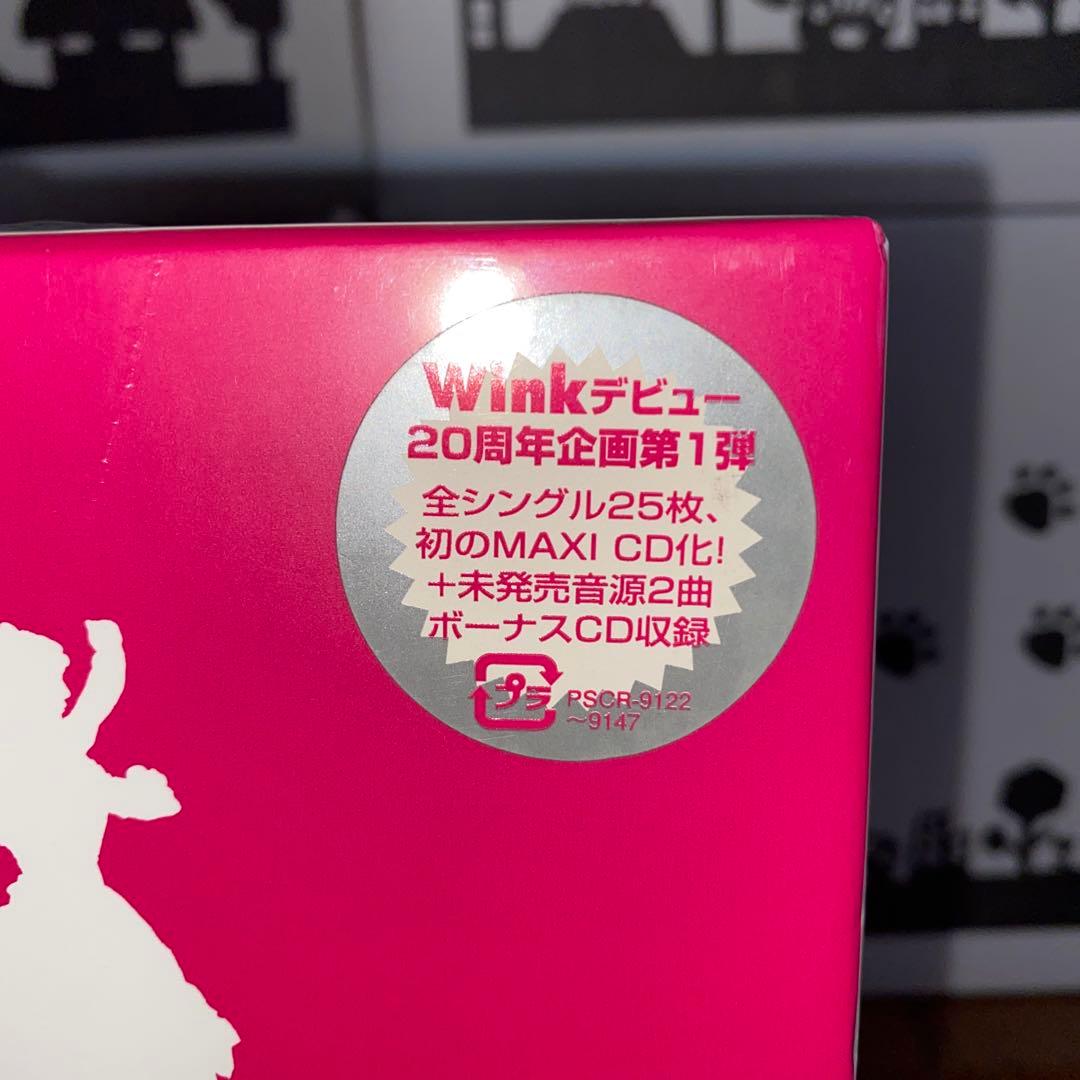 Winkデビュー
20周年企画第1弾
全シングル25枚、
初のMAXI CD化!
+未発売音源2曲
ボーナスCD収録
プラ
PSCR-9122
〜9147